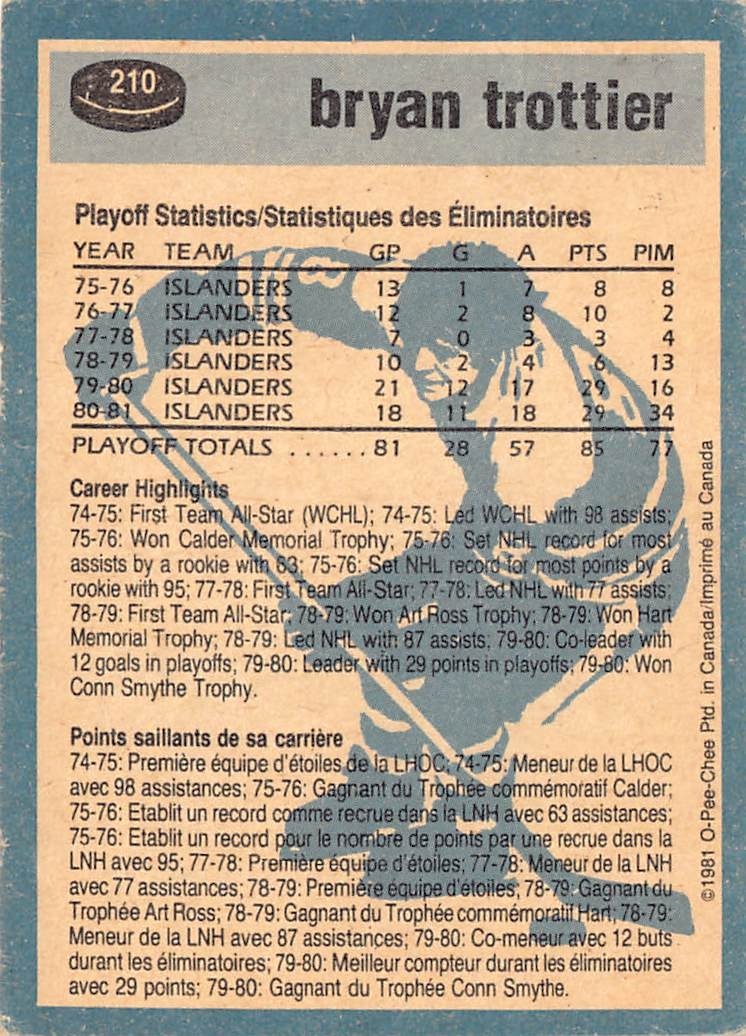 210
bryan trottier
Playoff Statistics/Statistiques des Éliminatoires
YEAR TEAM GP G A PTS PIM
75-76 ISLANDERS 13 1 7 8 8
76-77 ISLANDERS 12 2 8 10 2
77-78 ISLANDERS 7 0 3 3 4
78-79 ISLANDERS 10 2 4 6 13
79-80 ISLANDERS 21 12 17 29 16
80-81 ISLANDERS 18 11 18 29 34
PLAYOFF TOTALS ...... 81 28 57 85 77
Career Highlights
74-75: First Team All-Star (WCHL); 74-75: Led WCHL with 98 assists;
75-76: Won Calder Memorial Trophy; 75-76: Set NHL record for most
assists by a rookie with 63; 75-76: Set NHL record for most points by a
rookie with 95; 77-78: First Team All-Star; 77-78: Led NHL with 77 assists;
78-79: First Team All-Star; 78-79: Won Art Ross Trophy; 78-79: Won Hart
Memorial Trophy; 78-79: Led NHL with 87 assists. 79-80: Co-leader with
12 goals in playoffs; 79-80: Leader with 29 points in playoffs; 79-80: Won
Conn Smythe Trophy.
Points saillants de sa carrière
74-75: Première équipe d'étoiles de la LHOC; 74-75: Meneur de la LHOC
avec 98 assistances; 75-76: Gagnant du Trophée commémoratif Calder;
75-76: Etablit un record comme recrue dans la LNH avec 63 assistances;
75-76: Etablit un record pour le nombre de points par une recrue dans la
LNH avec 95; 77-78: Première équipe d'étoiles; 77-78: Meneur de la LNH
avec 77 assistances; 78-79: Première équipe d'étoiles; 78-79: Gagnant du
Trophée Art Ross; 78-79: Gagnant du Trophée commémoratif Hart; 78-79:
Meneur de la LNH avec 87 assistances; 79-80: Co-meneur avec 12 buts
durant les éliminatoires; 79-80: Meilleur compteur durant les éliminatoires
avec 29 points; 79-80: Gagnant du Trophée Conn Smythe.
©1981 O-Pee-Chee Ptd. in Canada/Imprimé au Canada